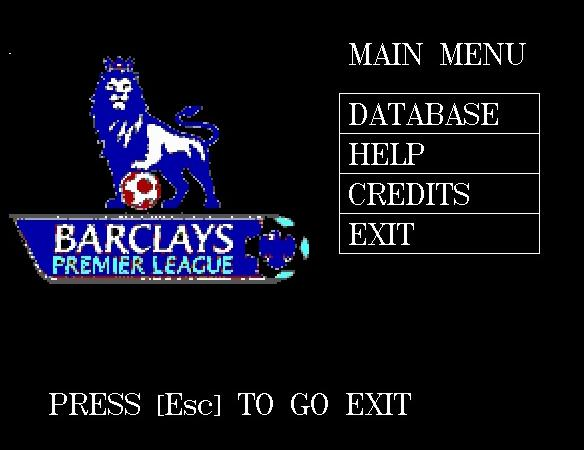 MAIN MENU
DATABASE
HELP
CREDITS
EXIT
BARCLAYS
PREMIER LEAGUE
PRESS [Esc] TO GO EXIT